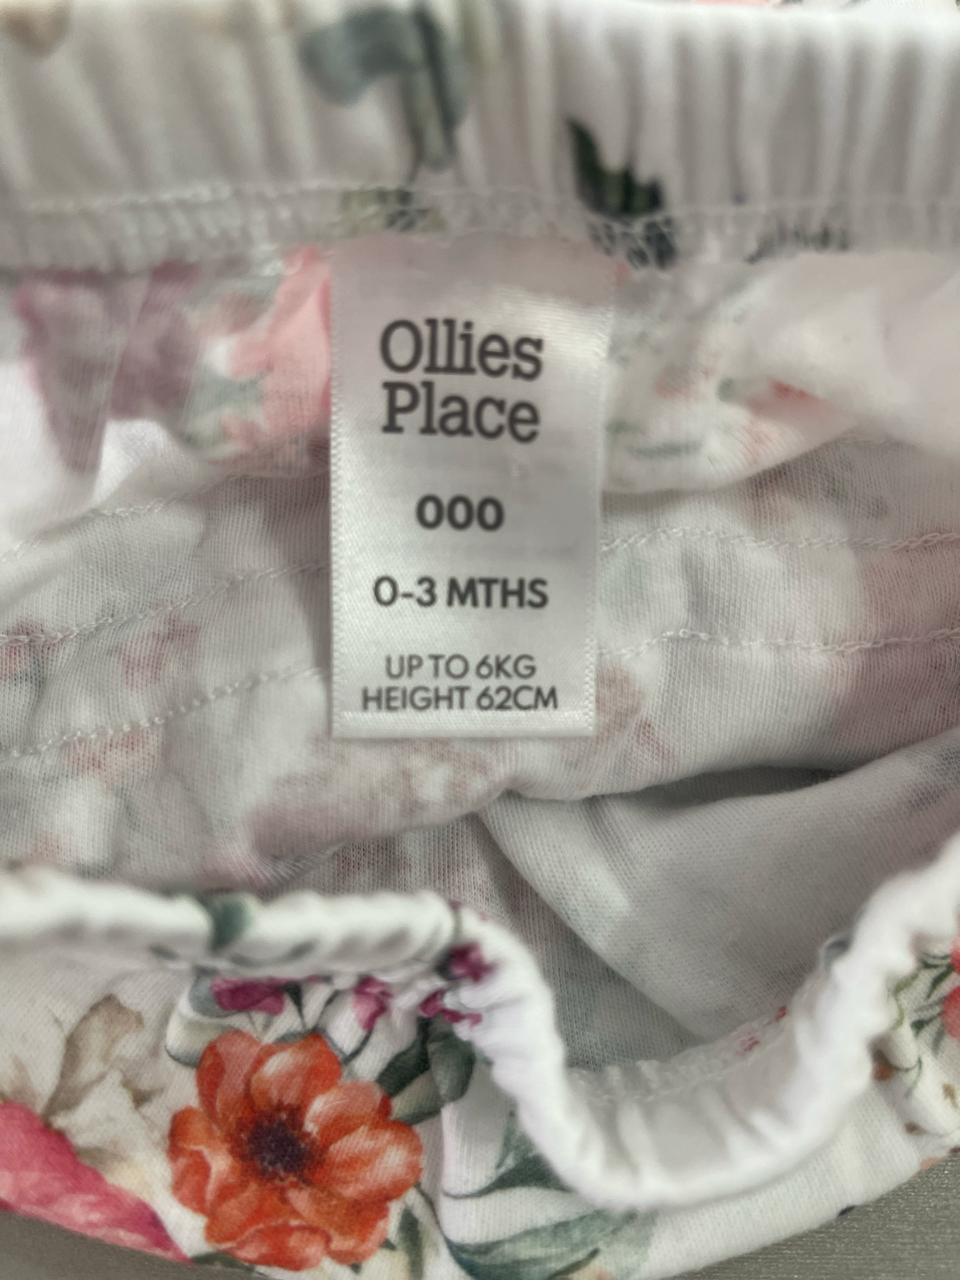 Ollies
Place
000
0-3 MTHS
UP TO 6KG
HEIGHT 62CM